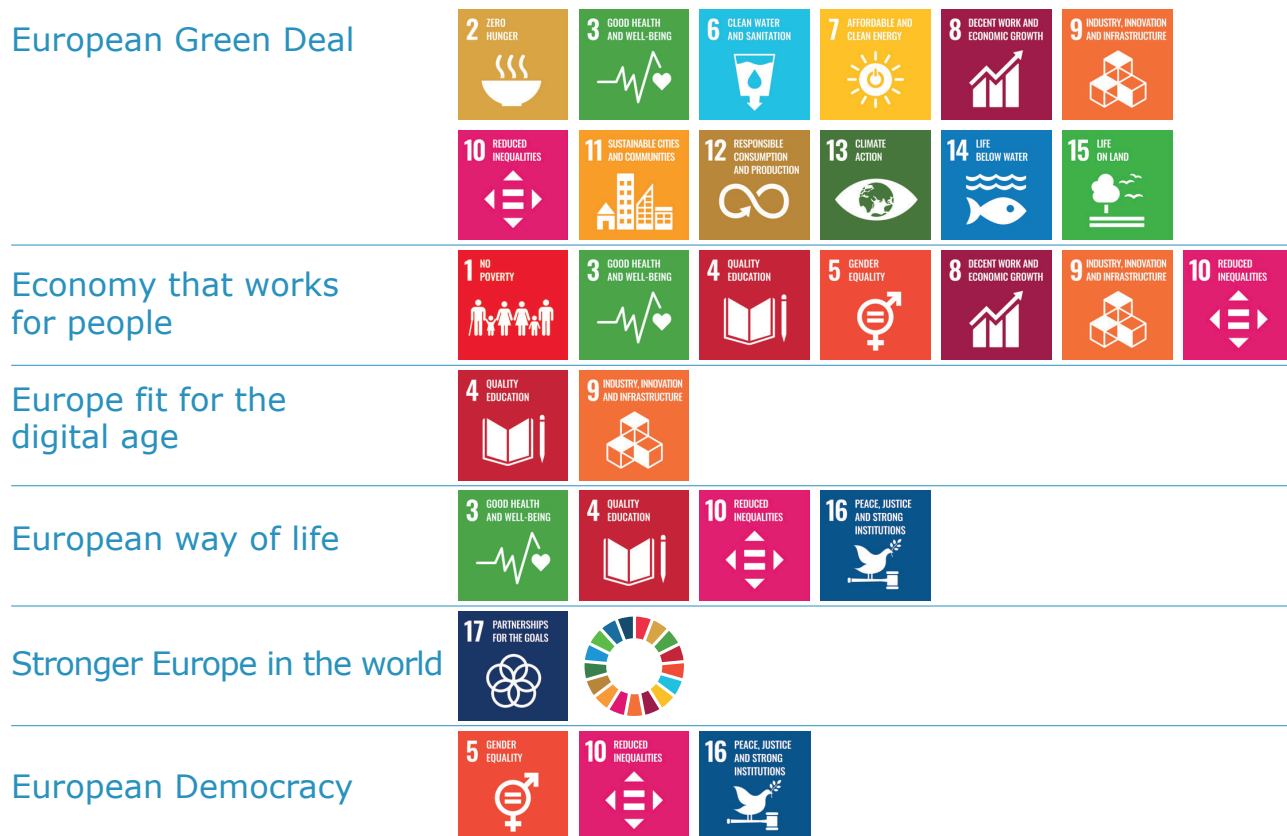 European Green Deal
2 ZERO
HUNGER
3 GOOD HEALTH
AND WELL-BEING
6 CLEAN WATER
AND SANITATION
7 AFFORDABLE AND
CLEAN ENERGY
8 DECENT WORK AND
ECONOMIC GROWTH
9 INDUSTRY, INNOVATION
AND INFRASTRUCTURE
10 REDUCED
INEQUALITIES
11 SUSTAINABLE CITIES
AND COMMUNITIES
12 RESPONSIBLE
CONSUMPTION
AND PRODUCTION
13 CLIMATE
ACTION
14 LIFE
BELOW WATER
15 LIFE
ON LAND
Economy that works
for people
1 NO
POVERTY
3 GOOD HEALTH
AND WELL-BEING
4 QUALITY
EDUCATION
5 GENDER
EQUALITY
8 DECENT WORK AND
ECONOMIC GROWTH
9 INDUSTRY, INNOVATION
AND INFRASTRUCTURE
10 REDUCED
INEQUALITIES
Europe fit for the
digital age
4 QUALITY
EDUCATION
9 INDUSTRY, INNOVATION
AND INFRASTRUCTURE
European way of life
3 GOOD HEALTH
AND WELL-BEING
4 QUALITY
EDUCATION
10 REDUCED
INEQUALITIES
16 PEACE, JUSTICE
AND STRONG
INSTITUTIONS
Stronger Europe in the world
17 PARTNERSHIPS
FOR THE GOALS
European Democracy
5 GENDER
EQUALITY
10 REDUCED
INEQUALITIES
16 PEACE, JUSTICE
AND STRONG
INSTITUTIONS